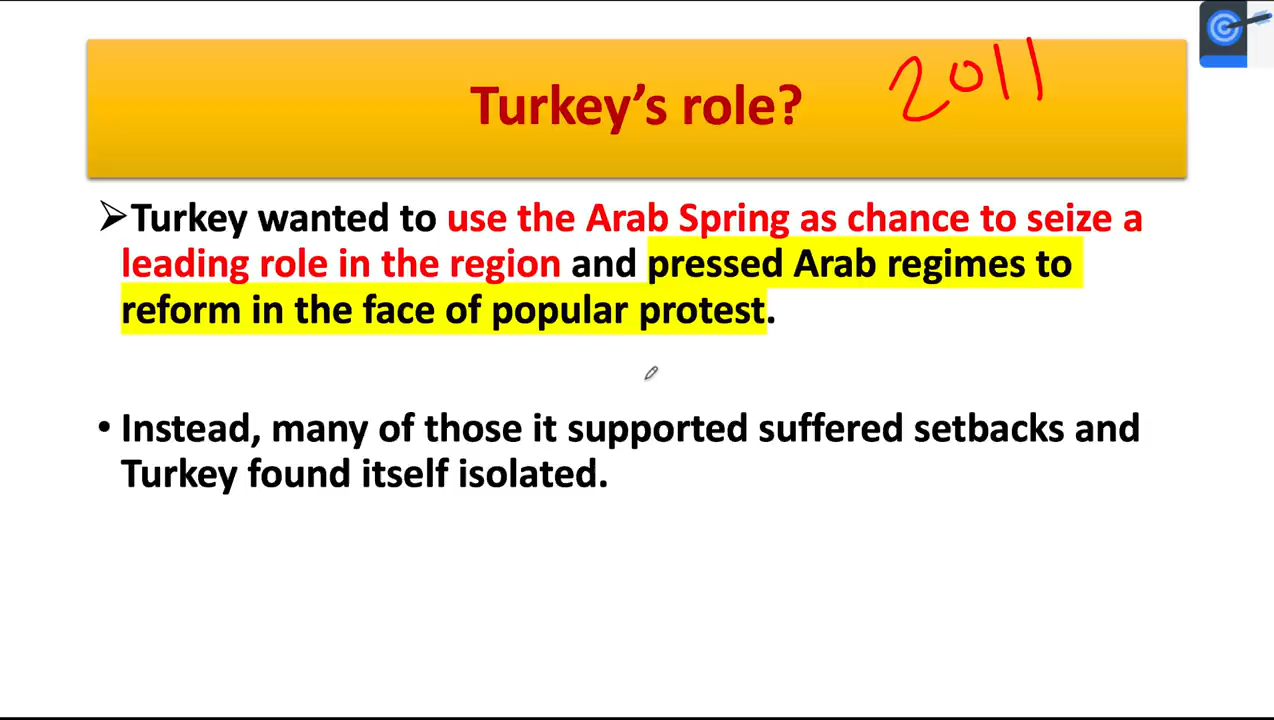 Turkey's role?
2011
➢Turkey wanted to use the Arab Spring as chance to seize a
leading role in the region and pressed Arab regimes to
reform in the face of popular protest.
• Instead, many of those it supported suffered setbacks and
Turkey found itself isolated.